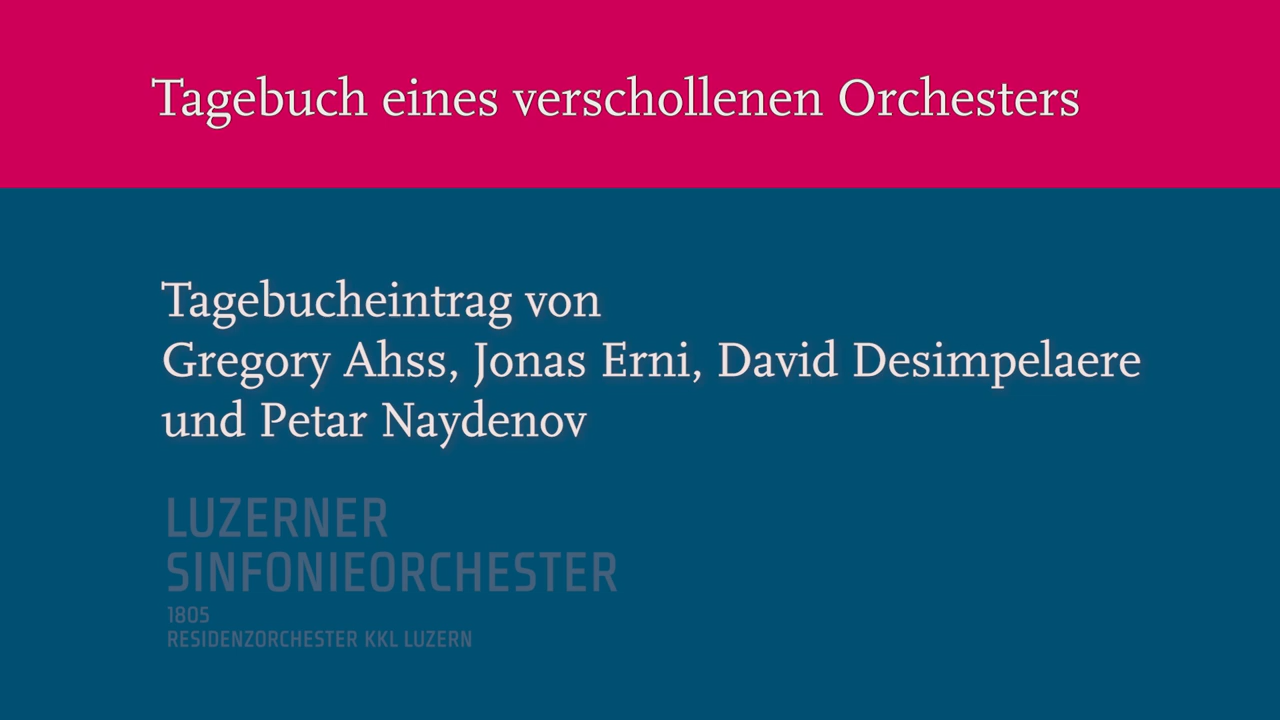 Tagebuch eines verschollenen Orchesters
Tagebucheintrag von
Gregory Ahss, Jonas Erni, David Desimpelaere
und Petar Naydenov
LUZERNER
SINFONIEORCHESTER
1805
RESIDENZORCHESTER KKL LUZERN